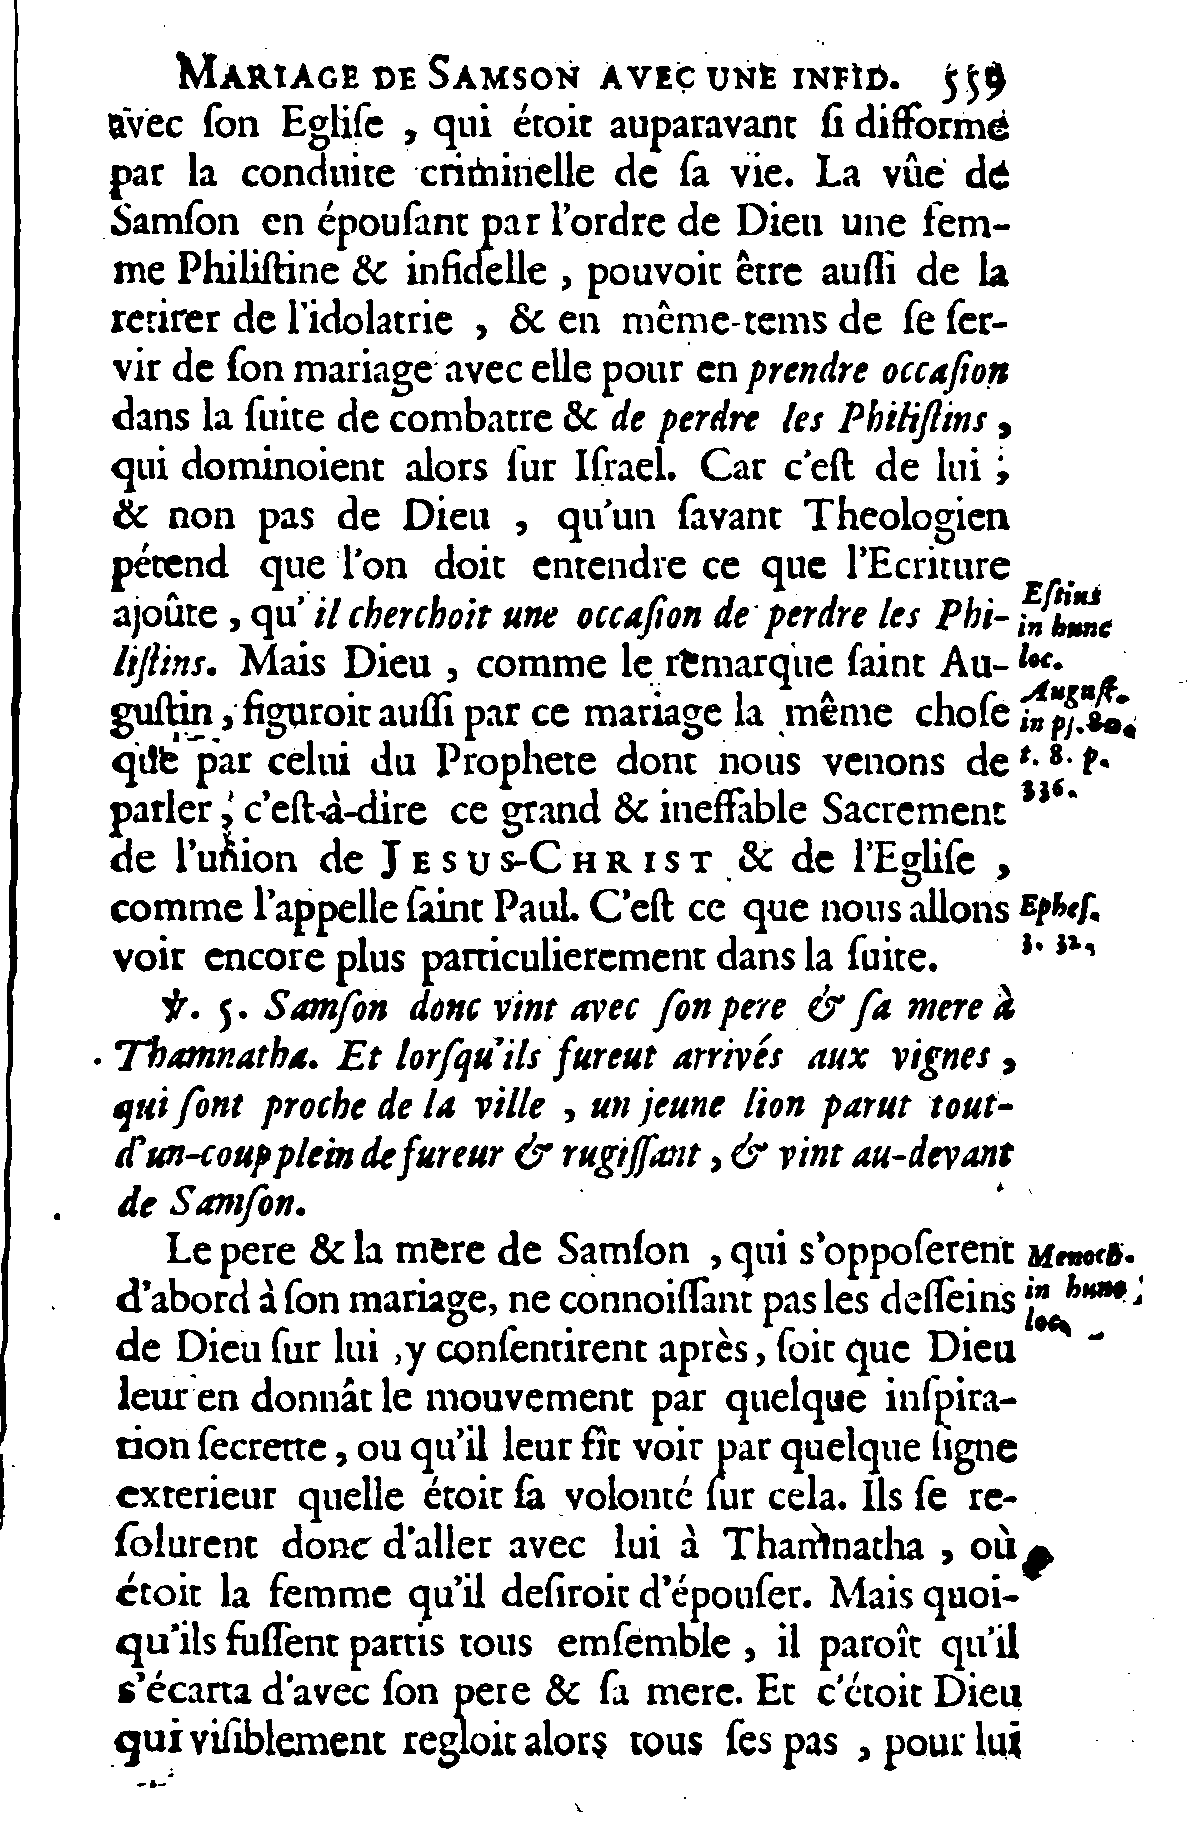 MARIAGE DE SAMSON AVEC UNE INFID. 559
avec ſon Egliſe , qui étoit auparavant ſi difforme
par la conduite criminelle de ſa vie. La vûe de
Samſon en épouſant par l'ordre de Dieu une fem-
me Philiſtine & infidelle , pouvoit être auſſi de la
retirer de l'idolatrie , & en même-tems de ſe ſer-
vir de ſon mariage avec elle pour en prendre occaſion
dans la ſuite de combatre & de perdre les Philiſtins ,
qui dominoient alors ſur Iſrael. Car c'eſt de lui ;
& non pas de Dieu , qu'un ſavant Theologien
pétend que l'on doit entendre ce que l'Ecriture
ajoûte , qu' il cherchoit une occaſion de perdre les Phi-
liſtins. Mais Dieu , comme le remarque ſaint Au-
guſtin , figuroit auſſi par ce mariage la même choſe
que par celui du Prophete dont nous venons de
parler ; c'eſt-à-dire ce grand & ineffable Sacrement
de l'union de JESUS-CHRIST & de l'Egliſe ,
comme l'appelle ſaint Paul. C'eſt ce que nous allons
voir encore plus particulierement dans la ſuite.
Eſtius
in hunc
loc.
Auguſt.
in pſ. 80.
t. 8. p.
336.
Epheſ.
℣. 5. Samſon donc vint avec ſon pere & ſa mere à
Thamnatha. Et lorſqu'ils fureut arrivés aux vignes ,
qui ſont proche de la ville , un jeune lion parut tout-
d'un-coup plein de fureur & rugiſſant , & vint au-devant
de Samſon.
Le pere & la mere de Samſon , qui s'oppoſerent
d'abord à ſon mariage, ne connoiſſant pas les deſſeins
de Dieu ſur lui , y conſentirent après, ſoit que Dieu
leur en donnât le mouvement par quelque inſpira-
tion ſecrette , ou qu'il leur fît voir par quelque ſigne
exterieur quelle étoit ſa volonté ſur cela. Ils ſe re-
ſolurent donc d'aller avec lui à Thamnatha , où
étoit la femme qu'il deſiroit d'épouſer. Mais quoi-
qu'ils fuſſent partis tous emſemble , il paroît qu'il
s'écarta d'avec ſon pere & ſa mere. Et c'étoit Dieu
qui viſiblement regloit alors tous ſes pas , pour lui
Menoch.
in hunc
loc.